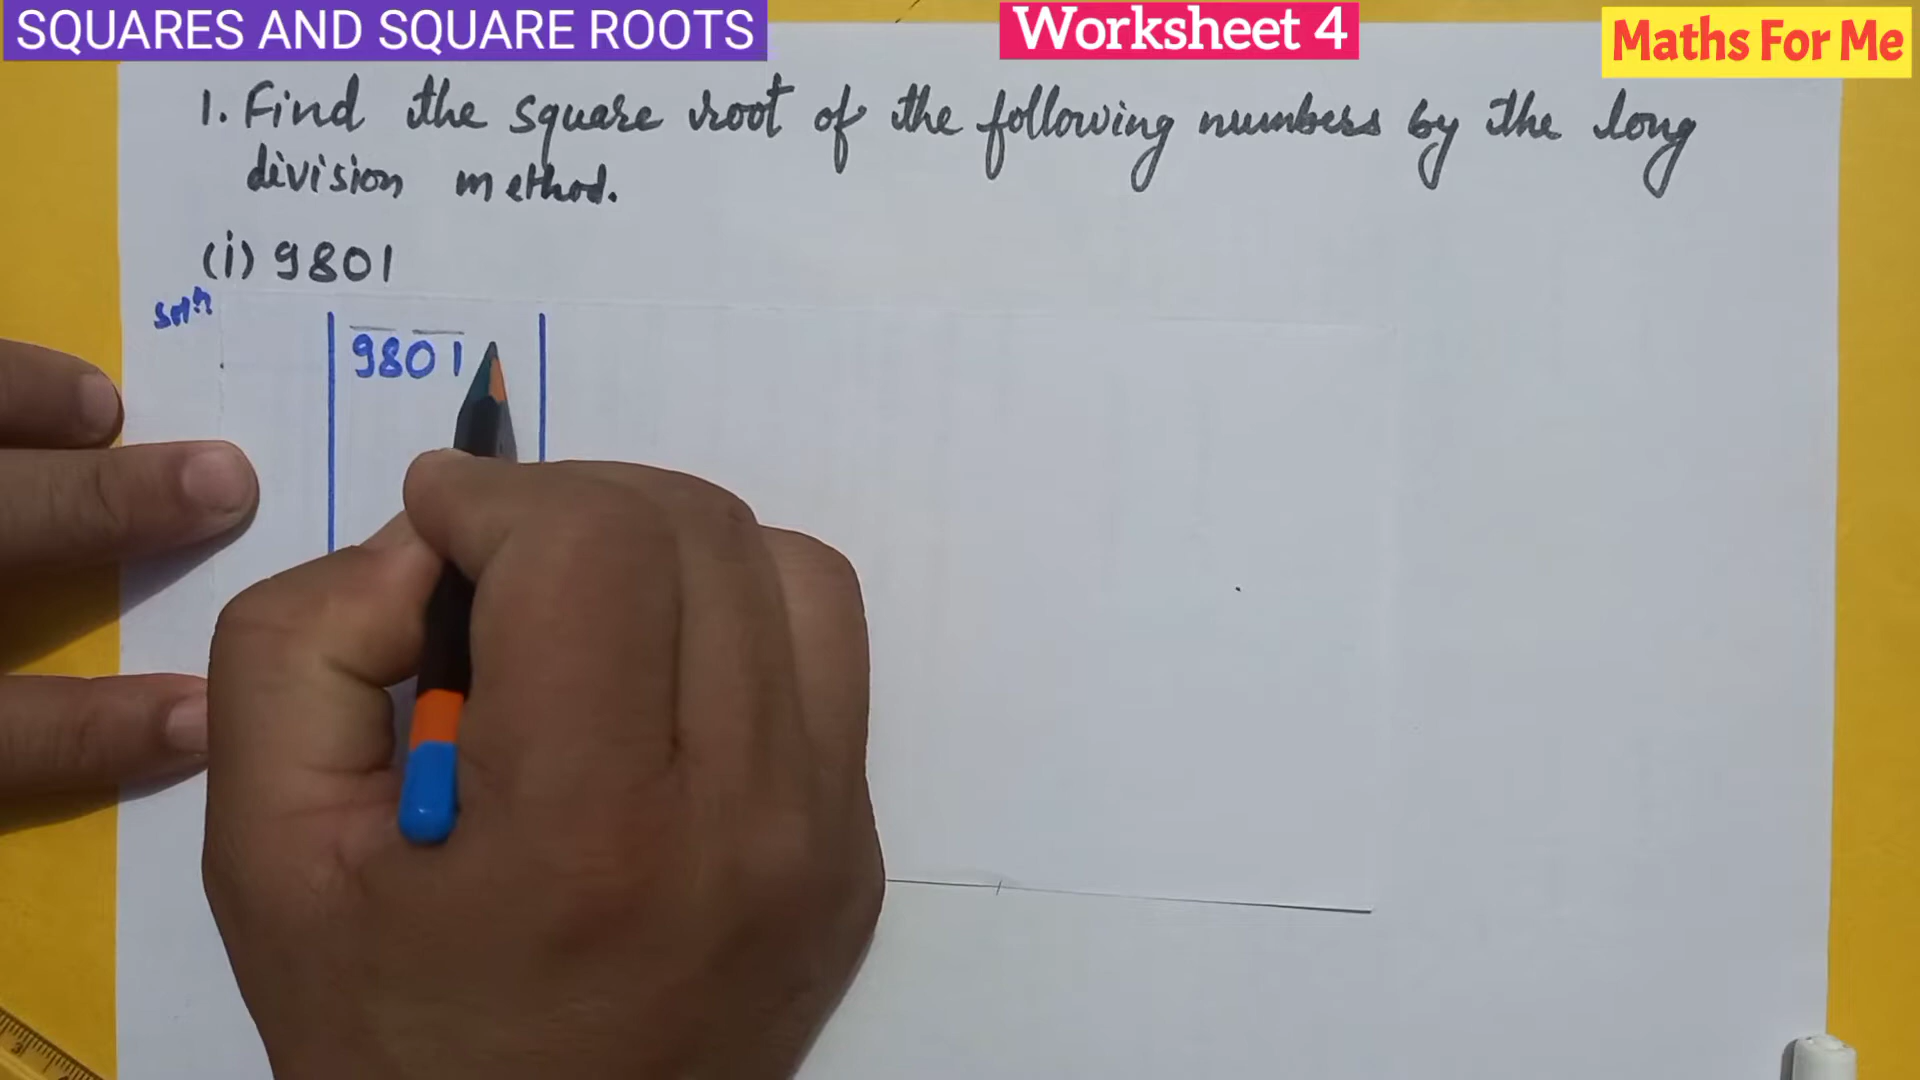 SQUARES AND SQUARE ROOTS
Worksheet 4
Maths For Me
1. Find the square root of the following numbers by the long
division method.
(i) 9801
Solⁿ
9801